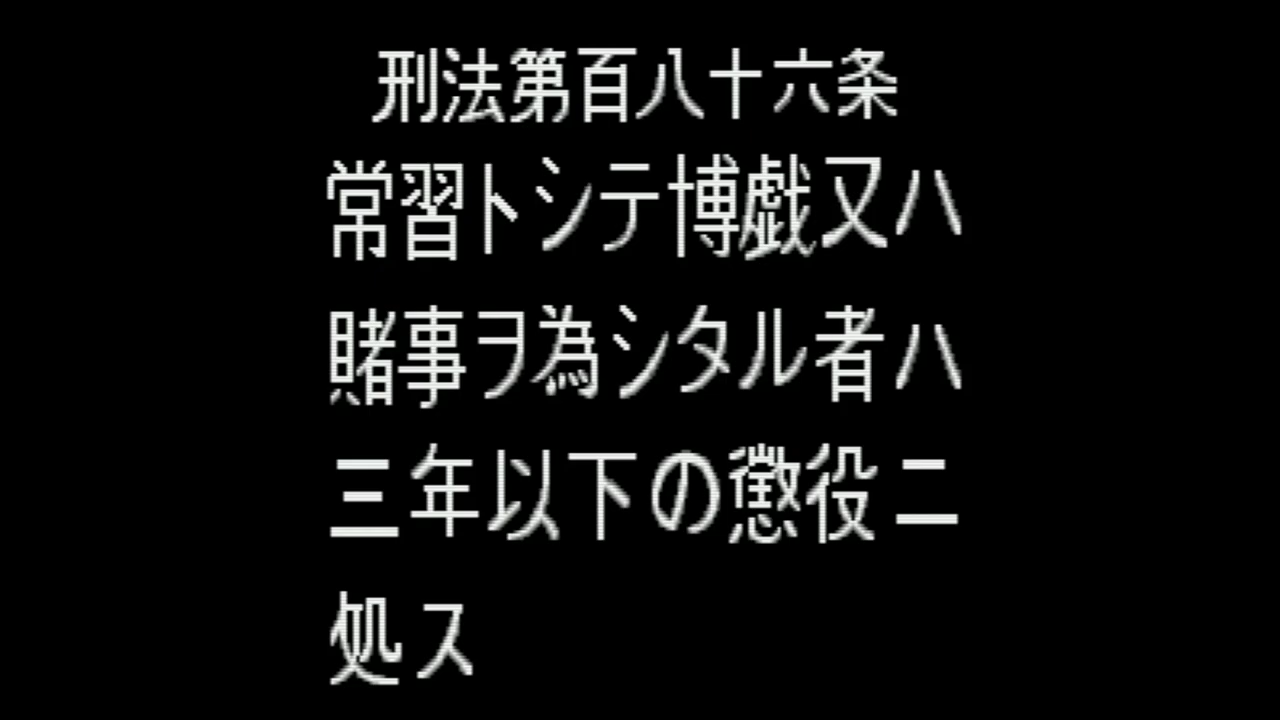 刑法第百八十六条
常習トシテ博戯又ハ
賭事ヲ為シタル者ハ
三年以下の懲役ニ
処ス